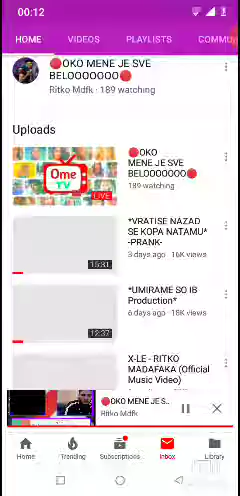 00:12
HOME VIDEOS PLAYLISTS COMMU
🔴OKO MENE JE SVE
BELOOOOOOO🔴
Ritko Mdfk · 189 watching
Uploads
Ome
TV
LIVE
🔴OKO
MENE JE SVE
BELOOOOOOO🔴
189 watching
*VRATISE NAZAD
SE KOPA NATAMU*
-PRANK-
3 days ago · 16K views
15:31
*UMIRAMO SO IB
Production*
6 days ago · 18K views
12:37
X-LE - RITKO
MADAFAKA (Official
Music Video)
🔴OKO MENE JE S..
Ritko Mdfk
Home Trending Subscriptions Inbox Library